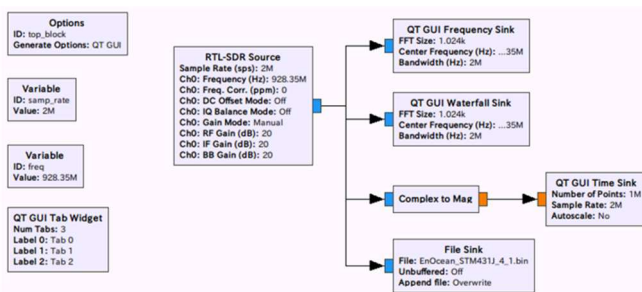 Options
ID: top_block
Generate Options: QT GUI
Variable
ID: samp_rate
Value: 2M
Variable
ID: freq
Value: 928.35M
QT GUI Tab Widget
Num Tabs: 3
Label 0: Tab 0
Label 1: Tab 1
Label 2: Tab 2
RTL-SDR Source
Sample Rate (sps): 2M
Ch0: Frequency (Hz): 928.35M
Ch0: Freq. Corr. (ppm): 0
Ch0: DC Offset Mode: Off
Ch0: IQ Balance Mode: Off
Ch0: Gain Mode: Manual
Ch0: RF Gain (dB): 20
Ch0: IF Gain (dB): 20
Ch0: BB Gain (dB): 20
QT GUI Frequency Sink
FFT Size: 1.024k
Center Frequency (Hz): ...35M
Bandwidth (Hz): 2M
QT GUI Waterfall Sink
FFT Size: 1.024k
Center Frequency (Hz): ...35M
Bandwidth (Hz): 2M
Complex to Mag
QT GUI Time Sink
Number of Points: 1M
Sample Rate: 2M
Autoscale: No
File Sink
File: EnOcean_STM431J_4_1.bin
Unbuffered: Off
Append file: Overwrite